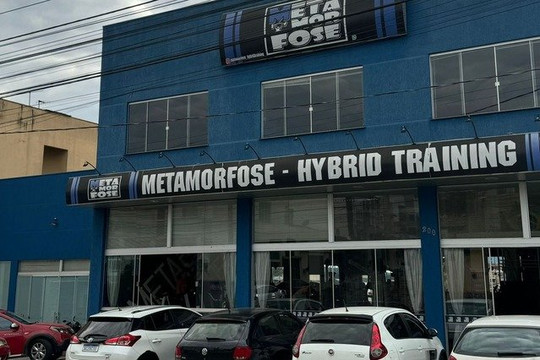 META
MOR
FOSE
META
MOR
FOSE
METAMORFOSE - HYBRID TRAINING